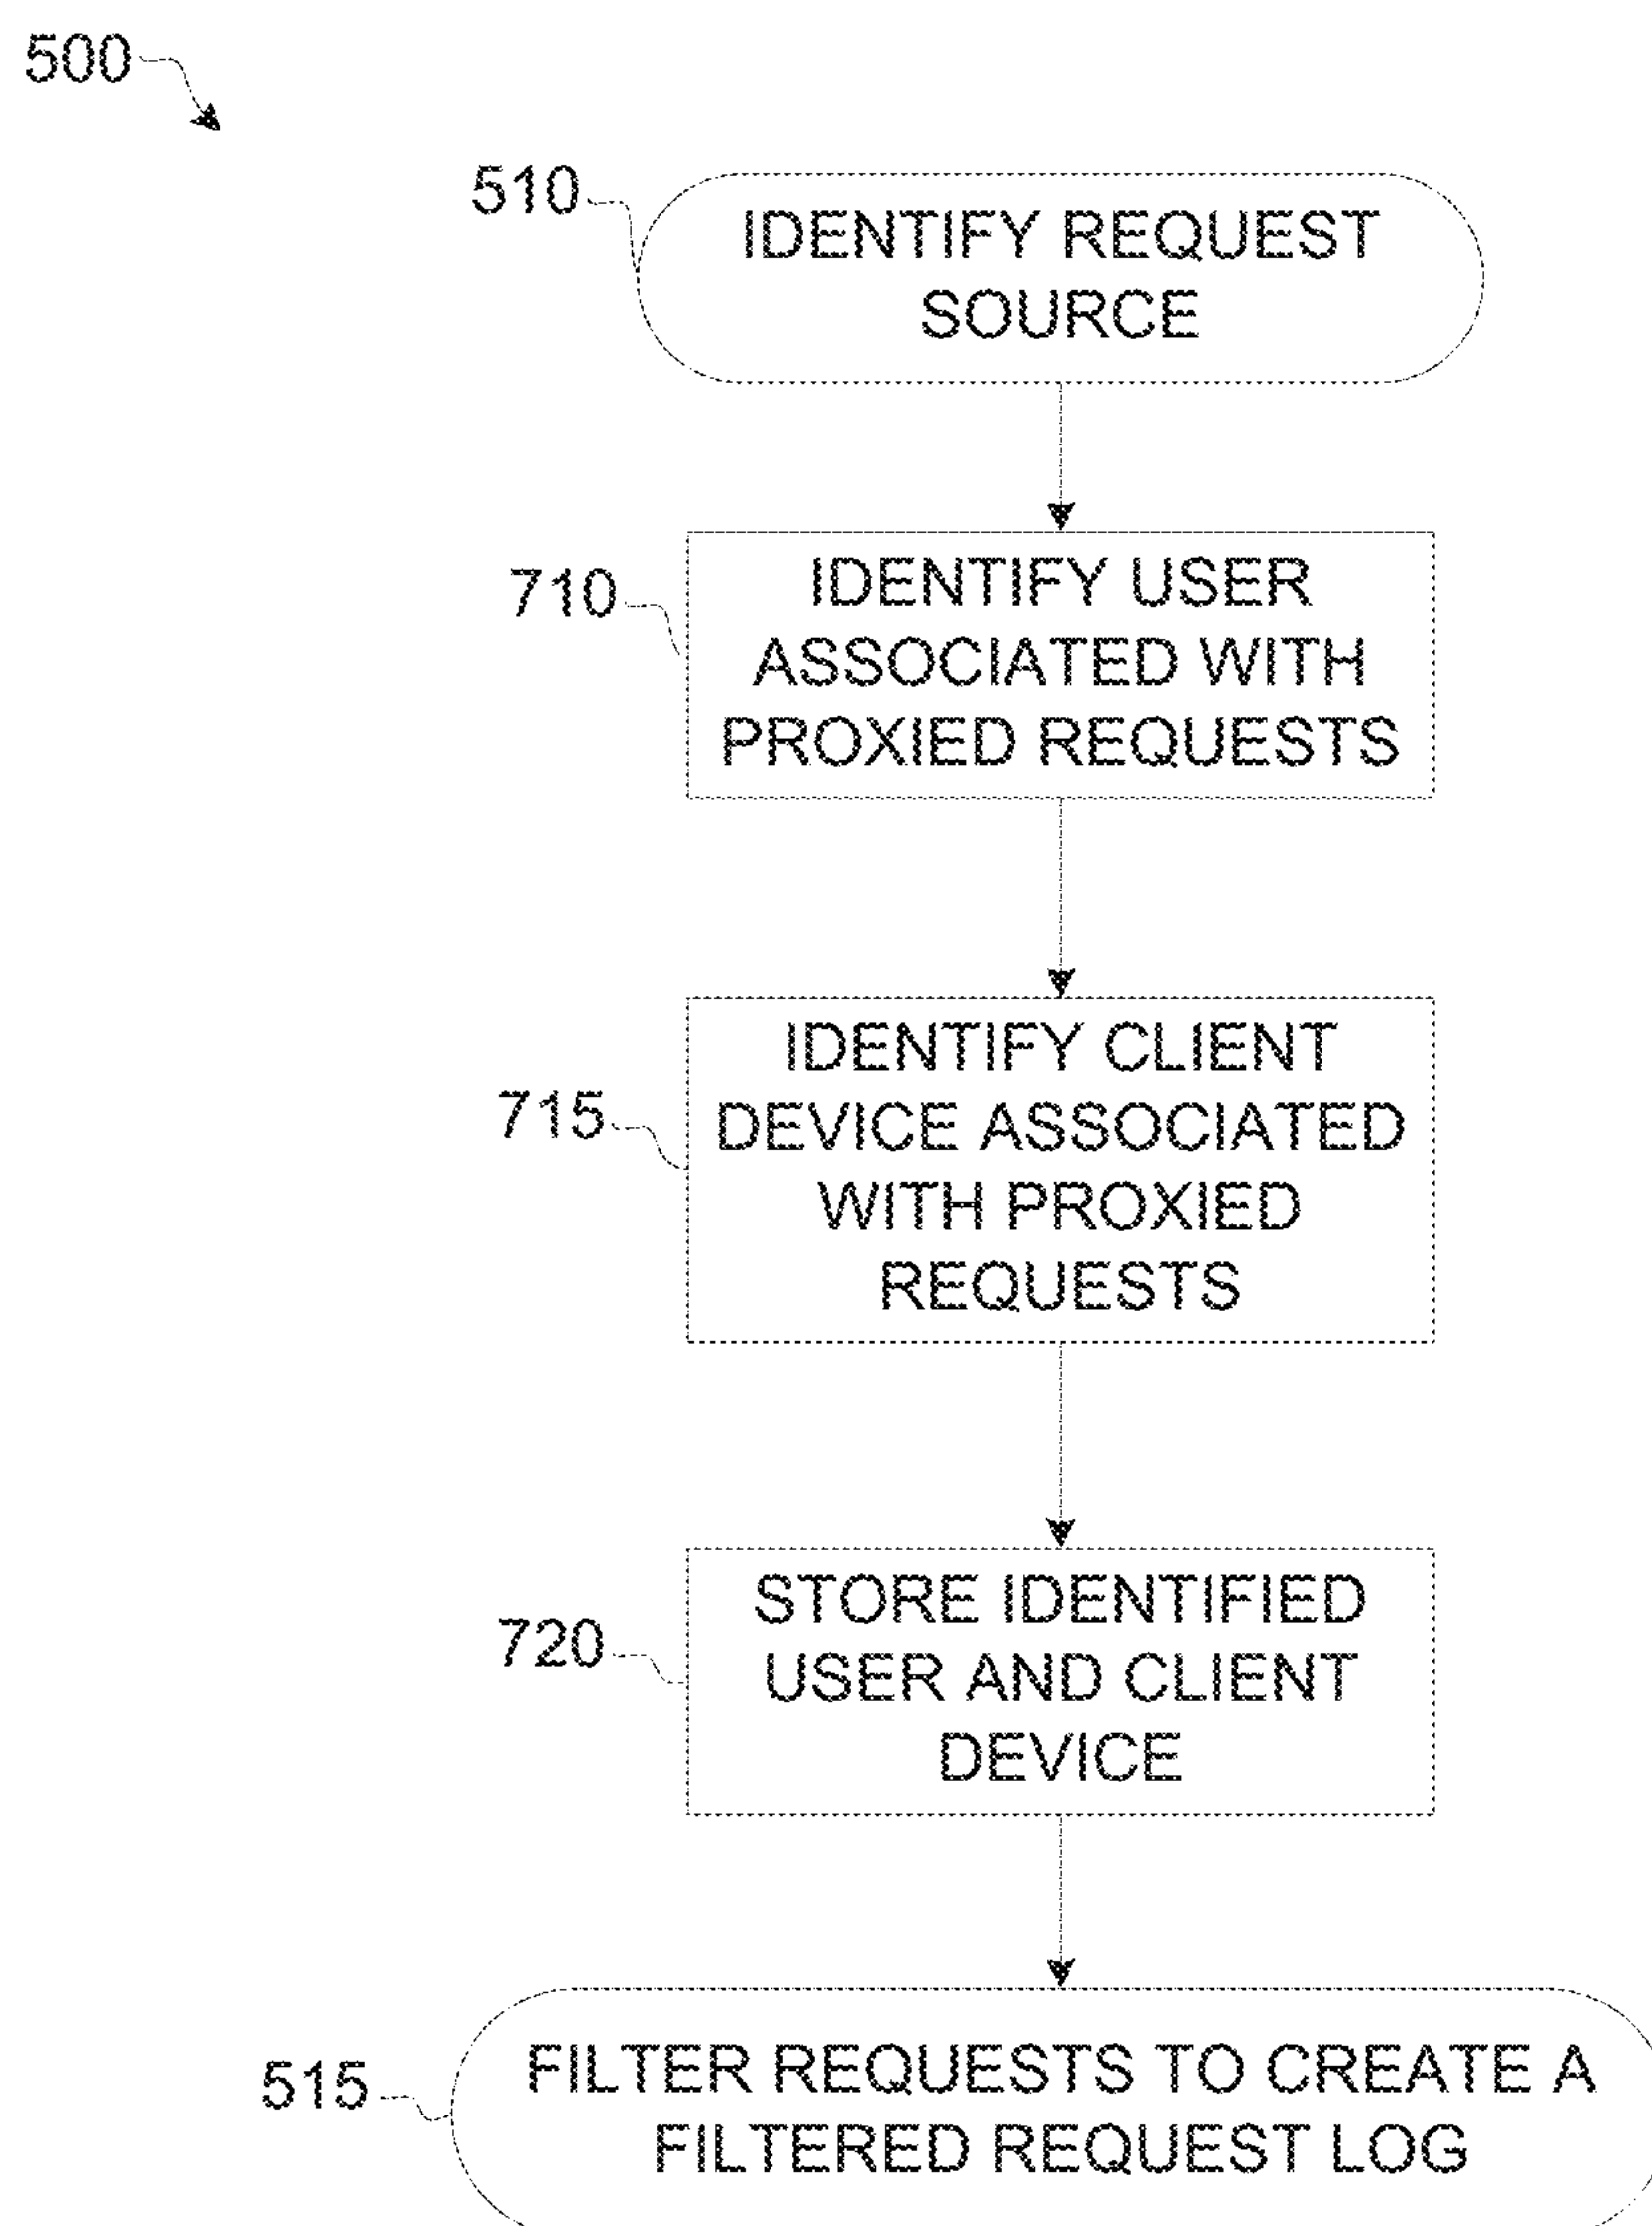 500
510
IDENTIFY REQUEST
SOURCE
710
IDENTIFY USER
ASSOCIATED WITH
PROXIED REQUESTS
715
IDENTIFY CLIENT
DEVICE ASSOCIATED
WITH PROXIED
REQUESTS
720
STORE IDENTIFIED
USER AND CLIENT
DEVICE
515
FILTER REQUESTS TO CREATE A
FILTERED REQUEST LOG